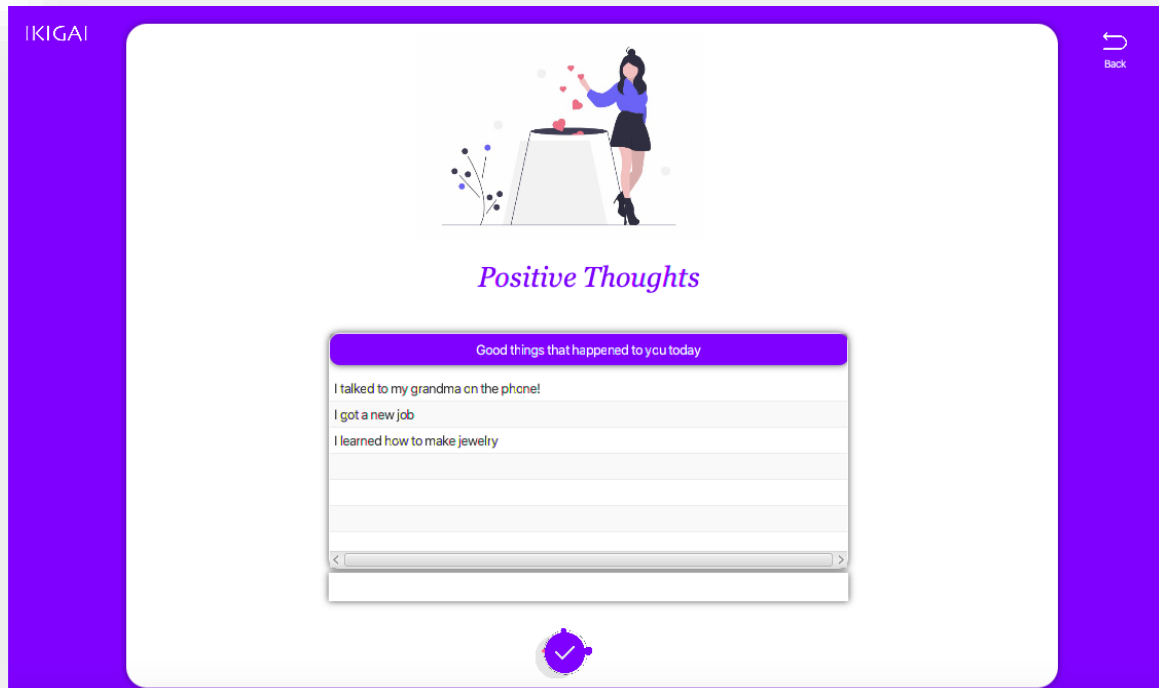 IKIGAI
Back
Positive Thoughts
Good things that happened to you today
I talked to my grandma on the phone!
I got a new job
I learned how to make jewelry